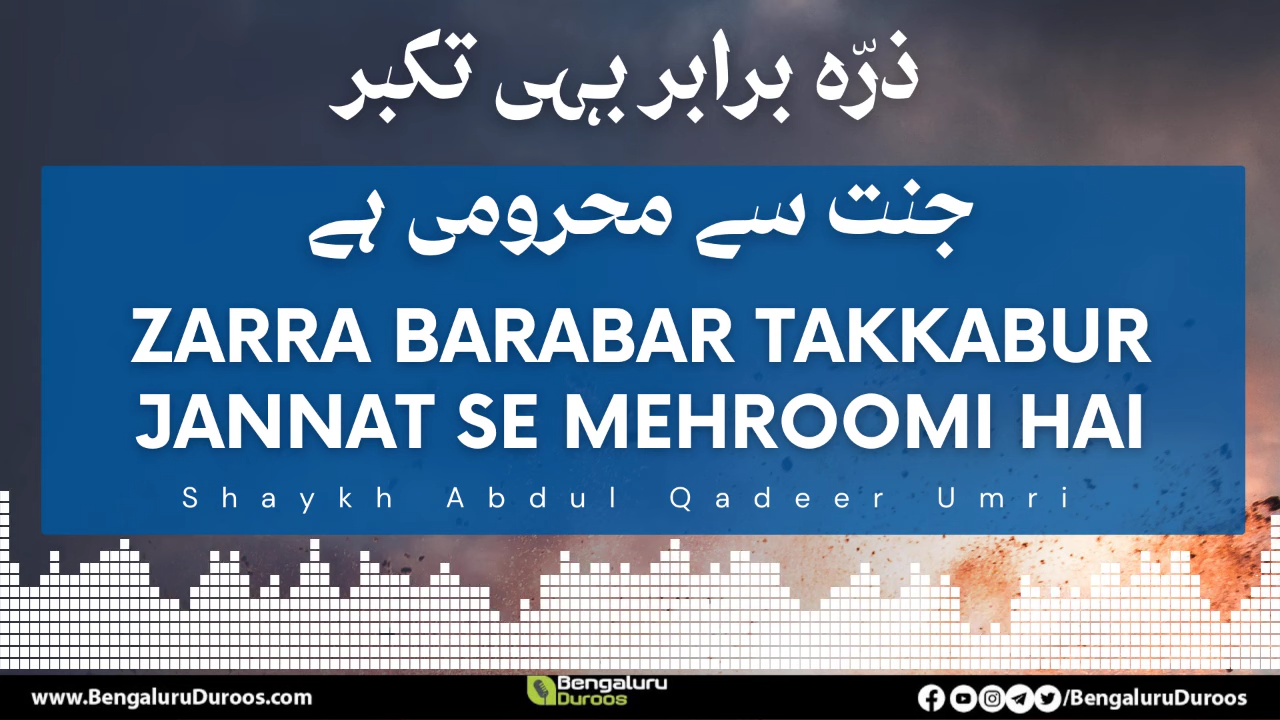 ذرّہ برابر بہی تکبر
جنت سے محرومی ہے
ZARRA BARABAR TAKKABUR
JANNAT SE MEHROOMI HAI
Shaykh Abdul Qadeer Umri
www.BengaluruDuroos.com
Bengaluru
Duroos
/BengaluruDuroos